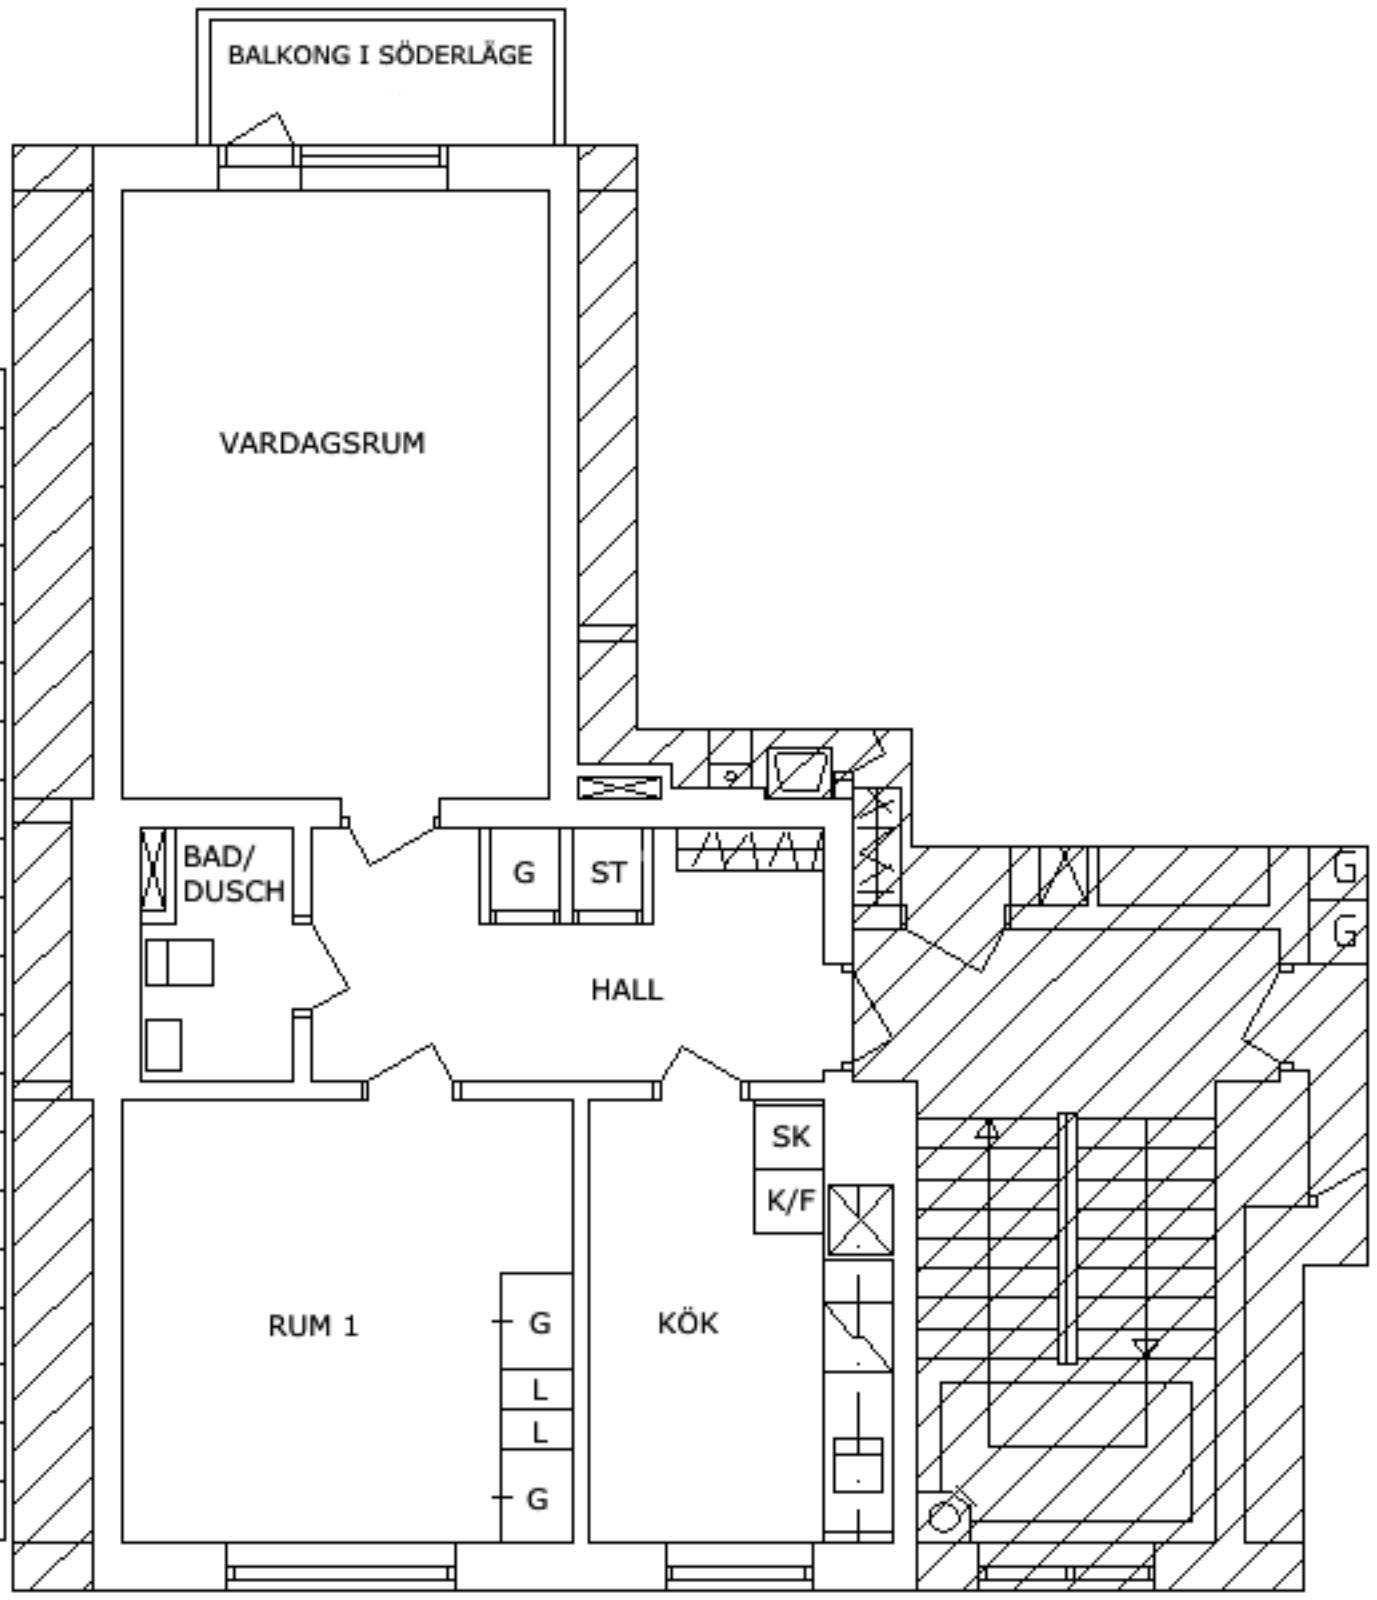 BALKONG I SÖDERLÄGE
VARDAGSRUM
BAD/
DUSCH
G
ST
G
G
HALL
SK
K/F
RUM 1
G
KÖK
L
L
G